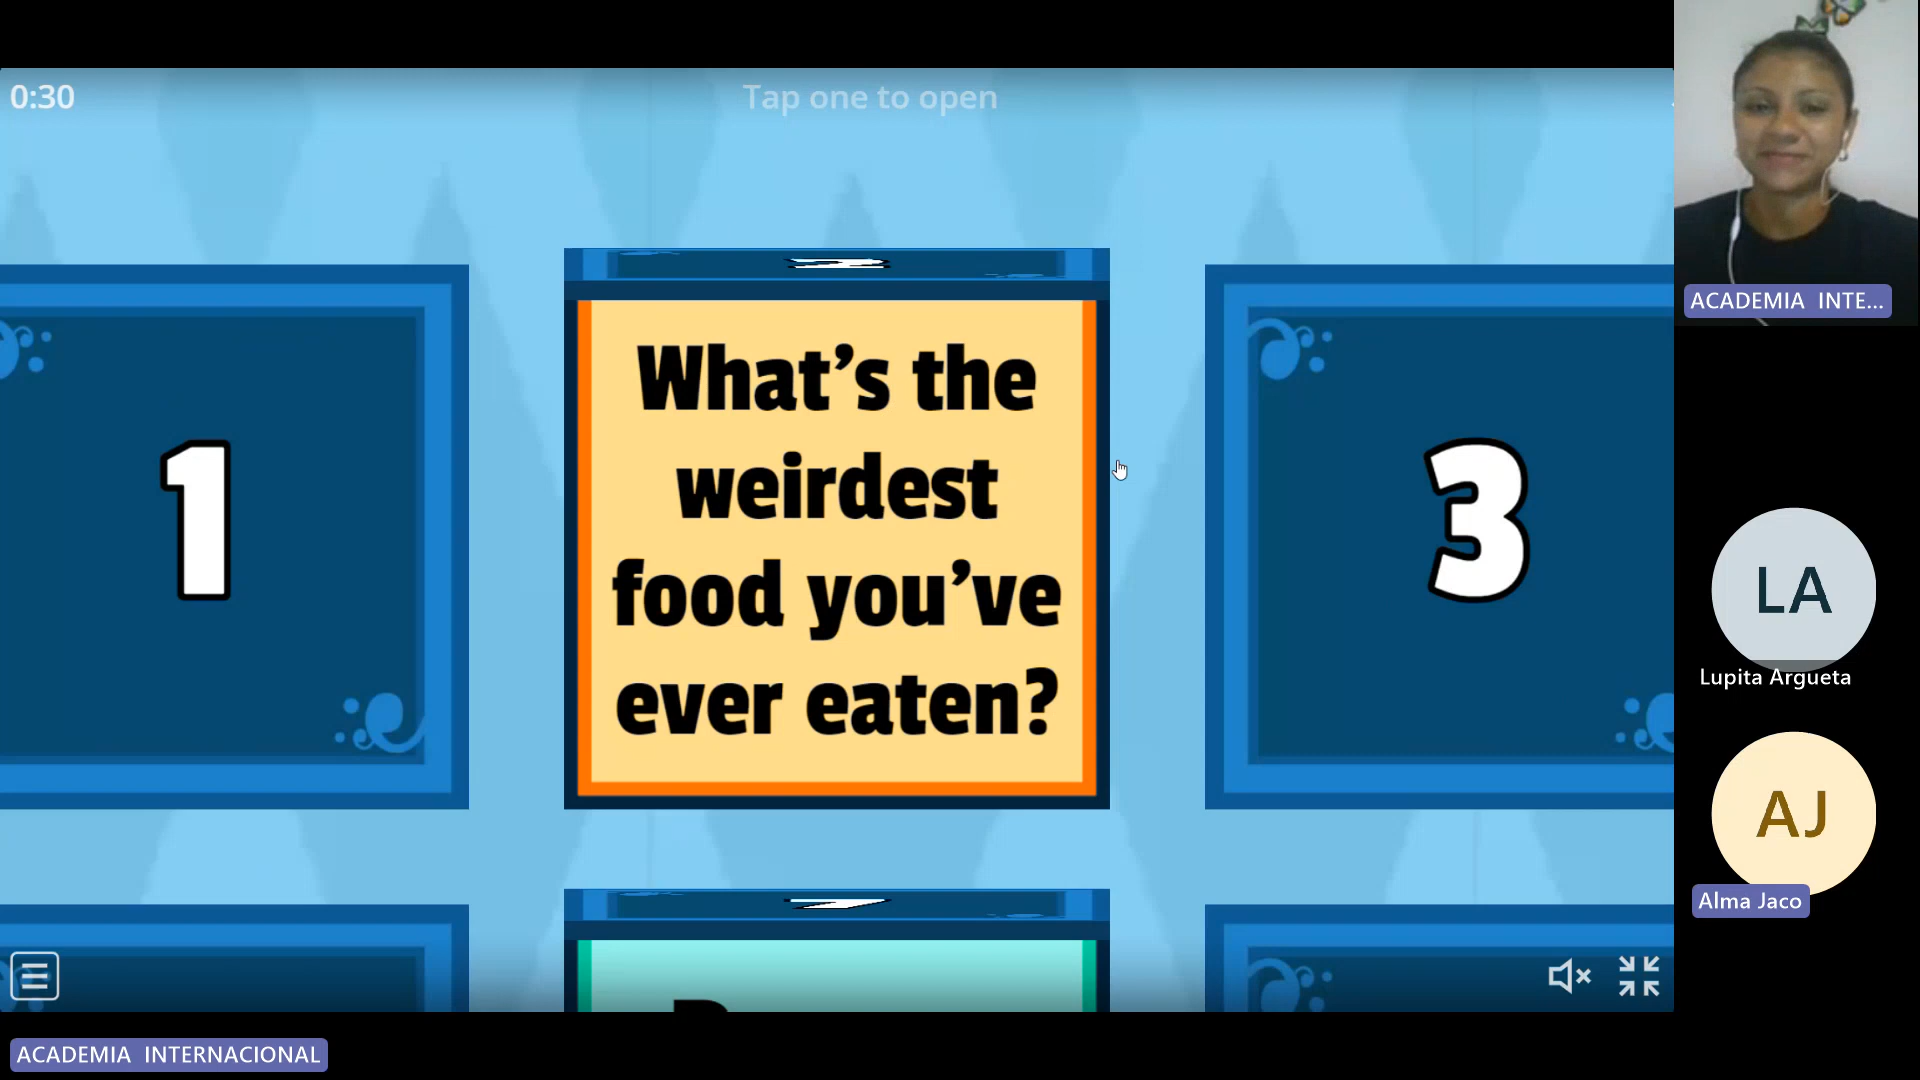 0:30
Tap one to open
1
What's the
weirdest
food you've
ever eaten?
3
ACADEMIA INTE...
LA
Lupita Argueta
AJ
Alma Jaco
ACADEMIA INTERNACIONAL